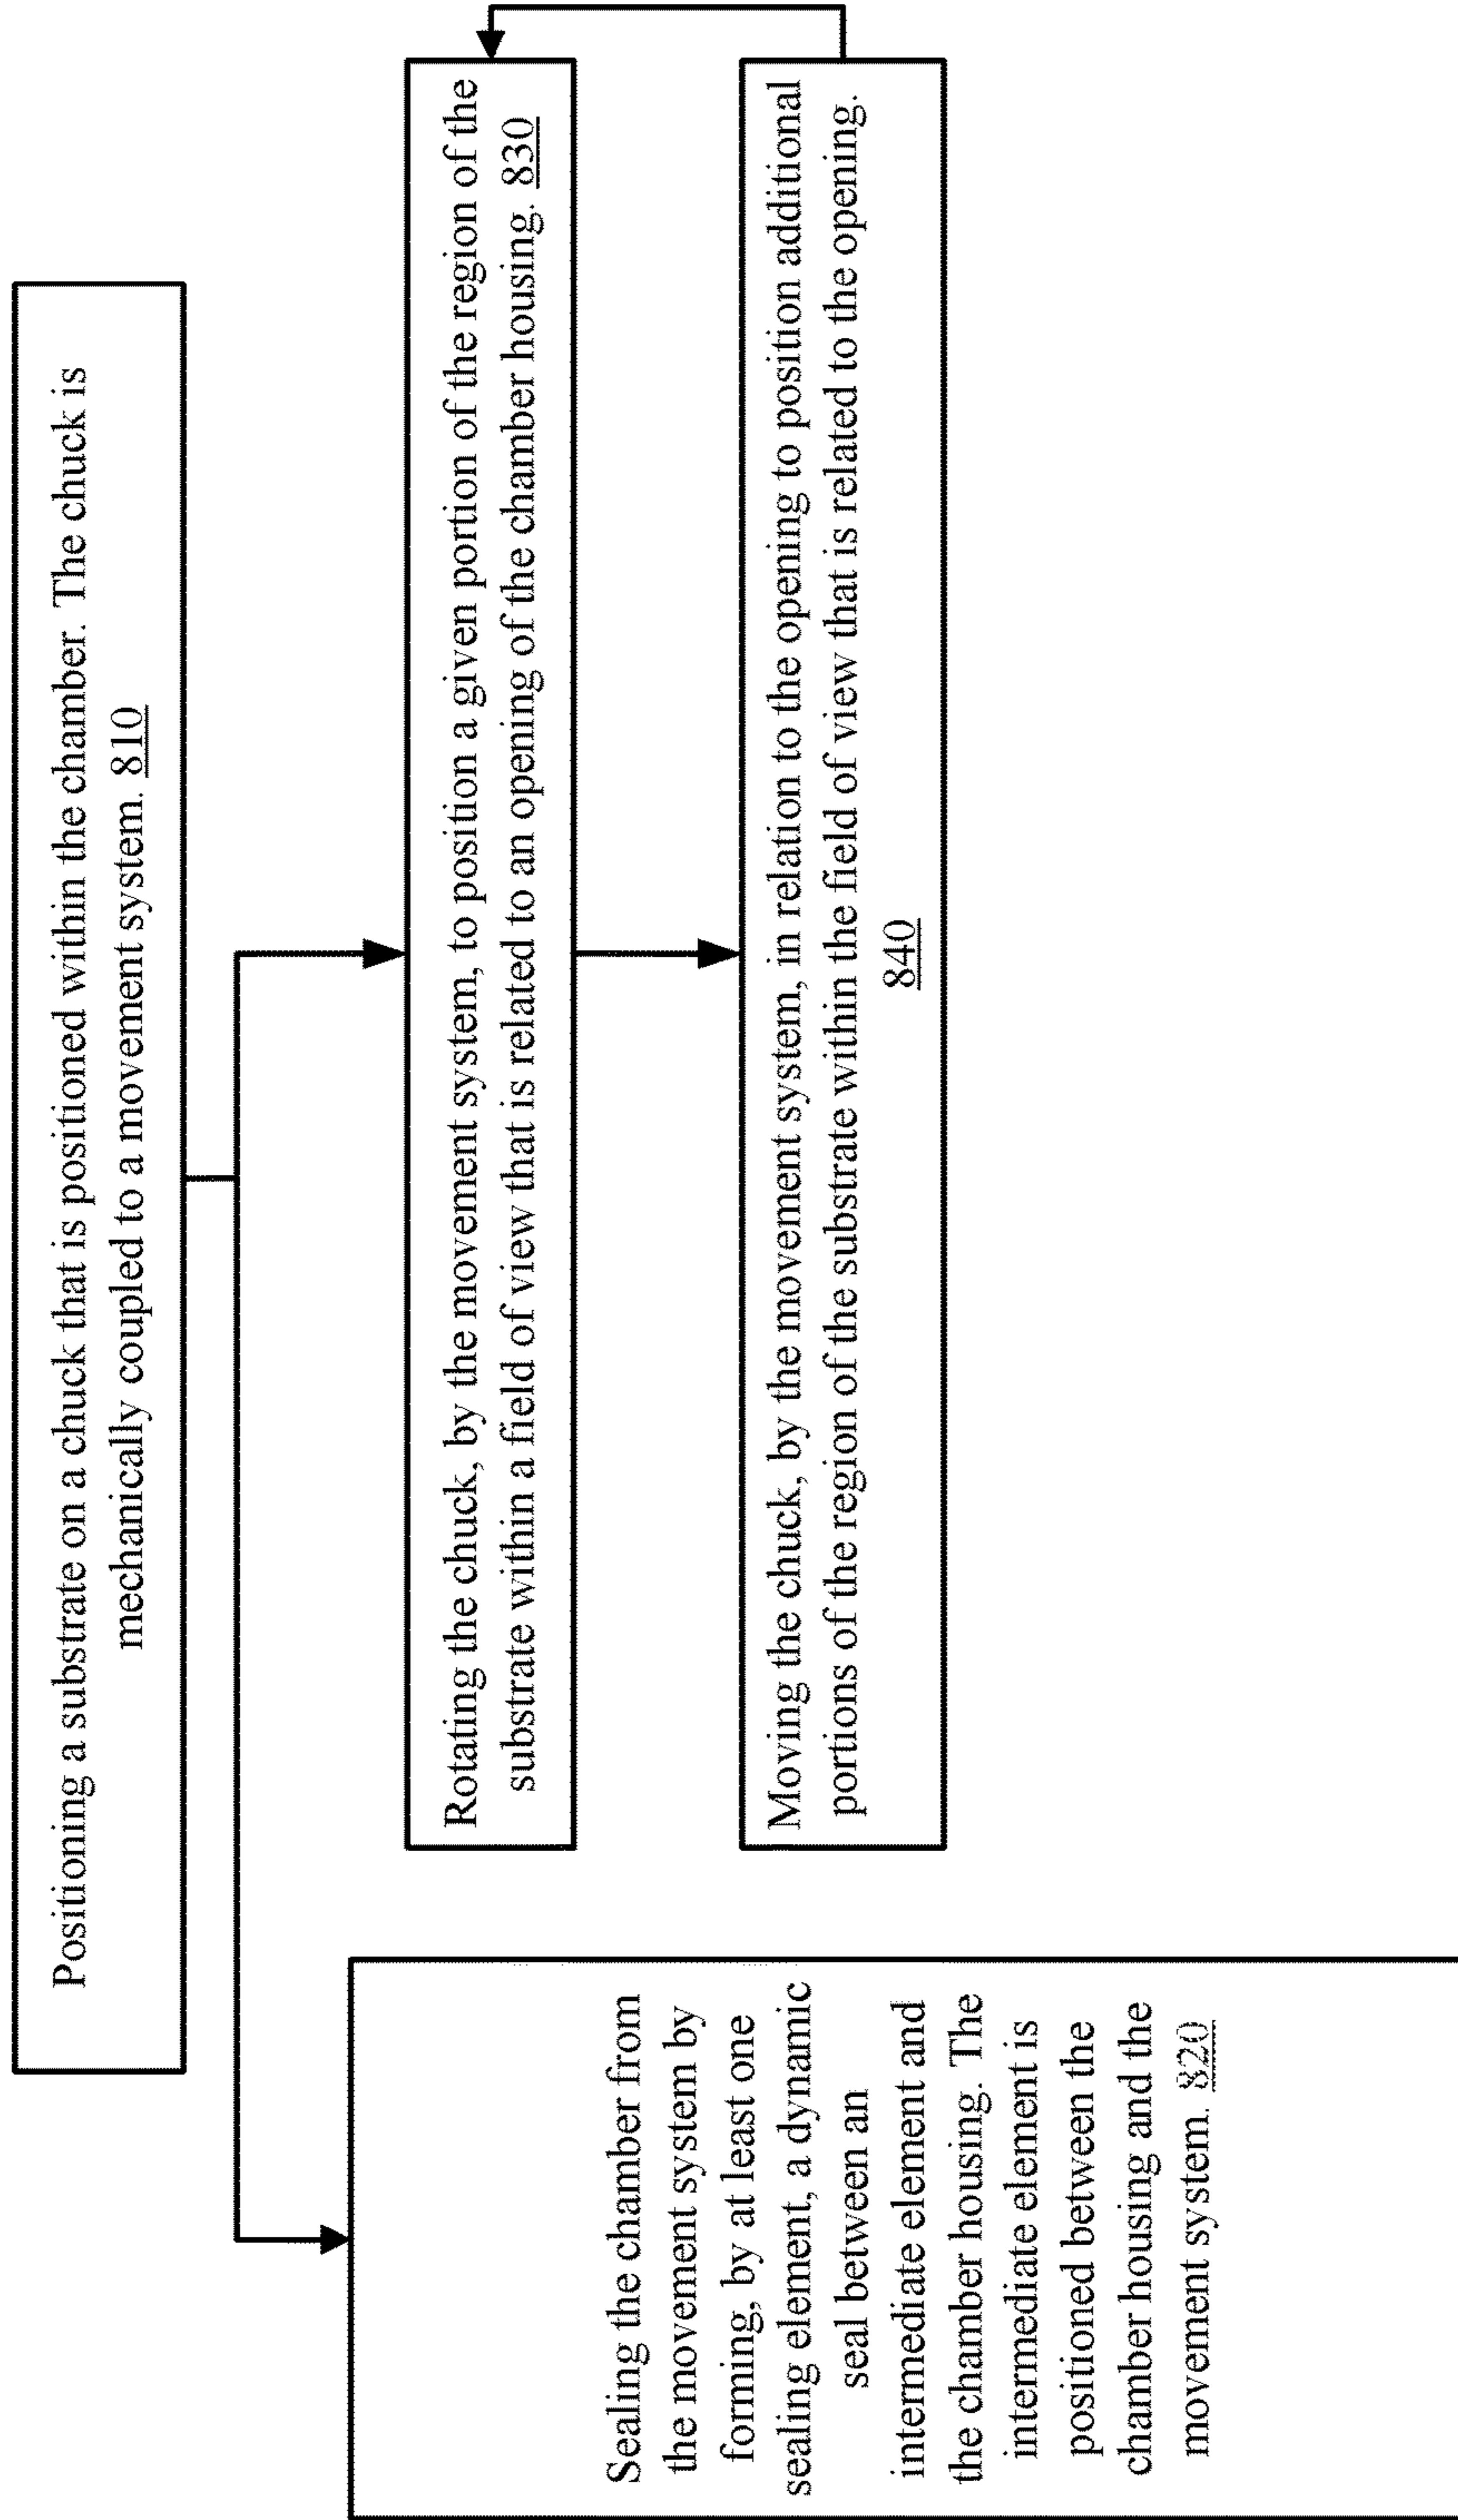 Positioning a substrate on a chuck that is positioned within the chamber. The chuck is
mechanically coupled to a movement system. 810
Sealing the chamber from
the movement system by
forming, by at least one
sealing element, a dynamic
seal between an
intermediate element and
the chamber housing. The
intermediate element is
positioned between the
chamber housing and the
movement system. 820
Rotating the chuck, by the movement system, to position a given portion of the region of the
substrate within a field of view that is related to an opening of the chamber housing. 830
Moving the chuck, by the movement system, in relation to the opening to position additional
portions of the region of the substrate within the field of view that is related to the opening.
840